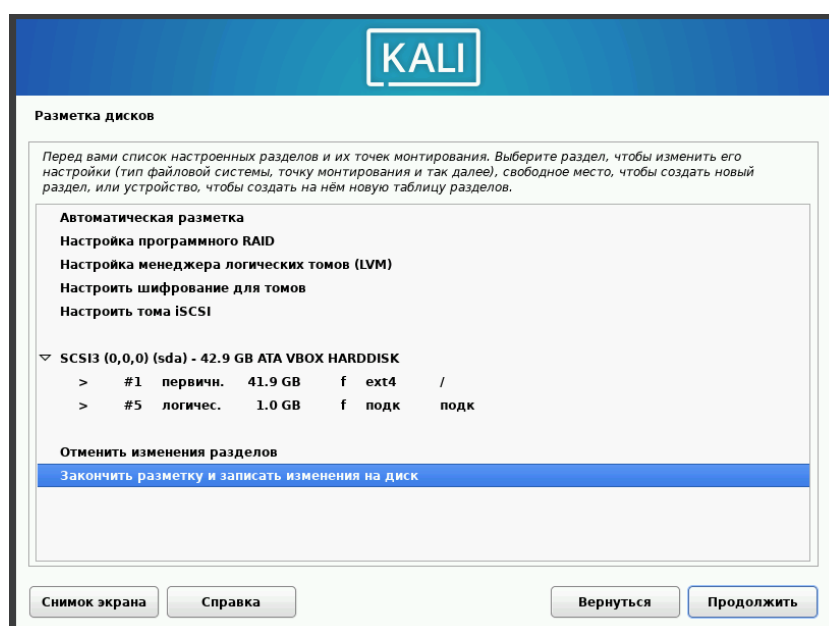 KALI
Разметка дисков
Перед вами список настроенных разделов и их точек монтирования. Выберите раздел, чтобы изменить его
настройки (тип файловой системы, точку монтирования и так далее), свободное место, чтобы создать новый
раздел, или устройство, чтобы создать на нём новую таблицу разделов.
Автоматическая разметка
Настройка программного RAID
Настройка менеджера логических томов (LVM)
Настроить шифрование для томов
Настроить тома iSCSI
SCSI3 (0,0,0) (sda) - 42.9 GB ATA VBOX HARDDISK
> #1 первичн. 41.9 GB f ext4 /
> #5 логичес. 1.0 GB f подк подк
Отменить изменения разделов
Закончить разметку и записать изменения на диск
Снимок экрана Справка Вернуться Продолжить